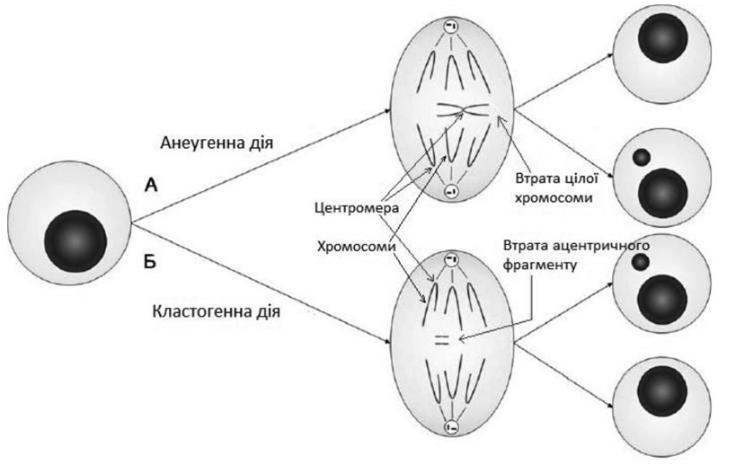 Анеугенна дія
А
Втрата цілої
хромосоми
Центромера
Хромосоми
Втрата ацентричного
фрагменту
Б
Кластогенна дія